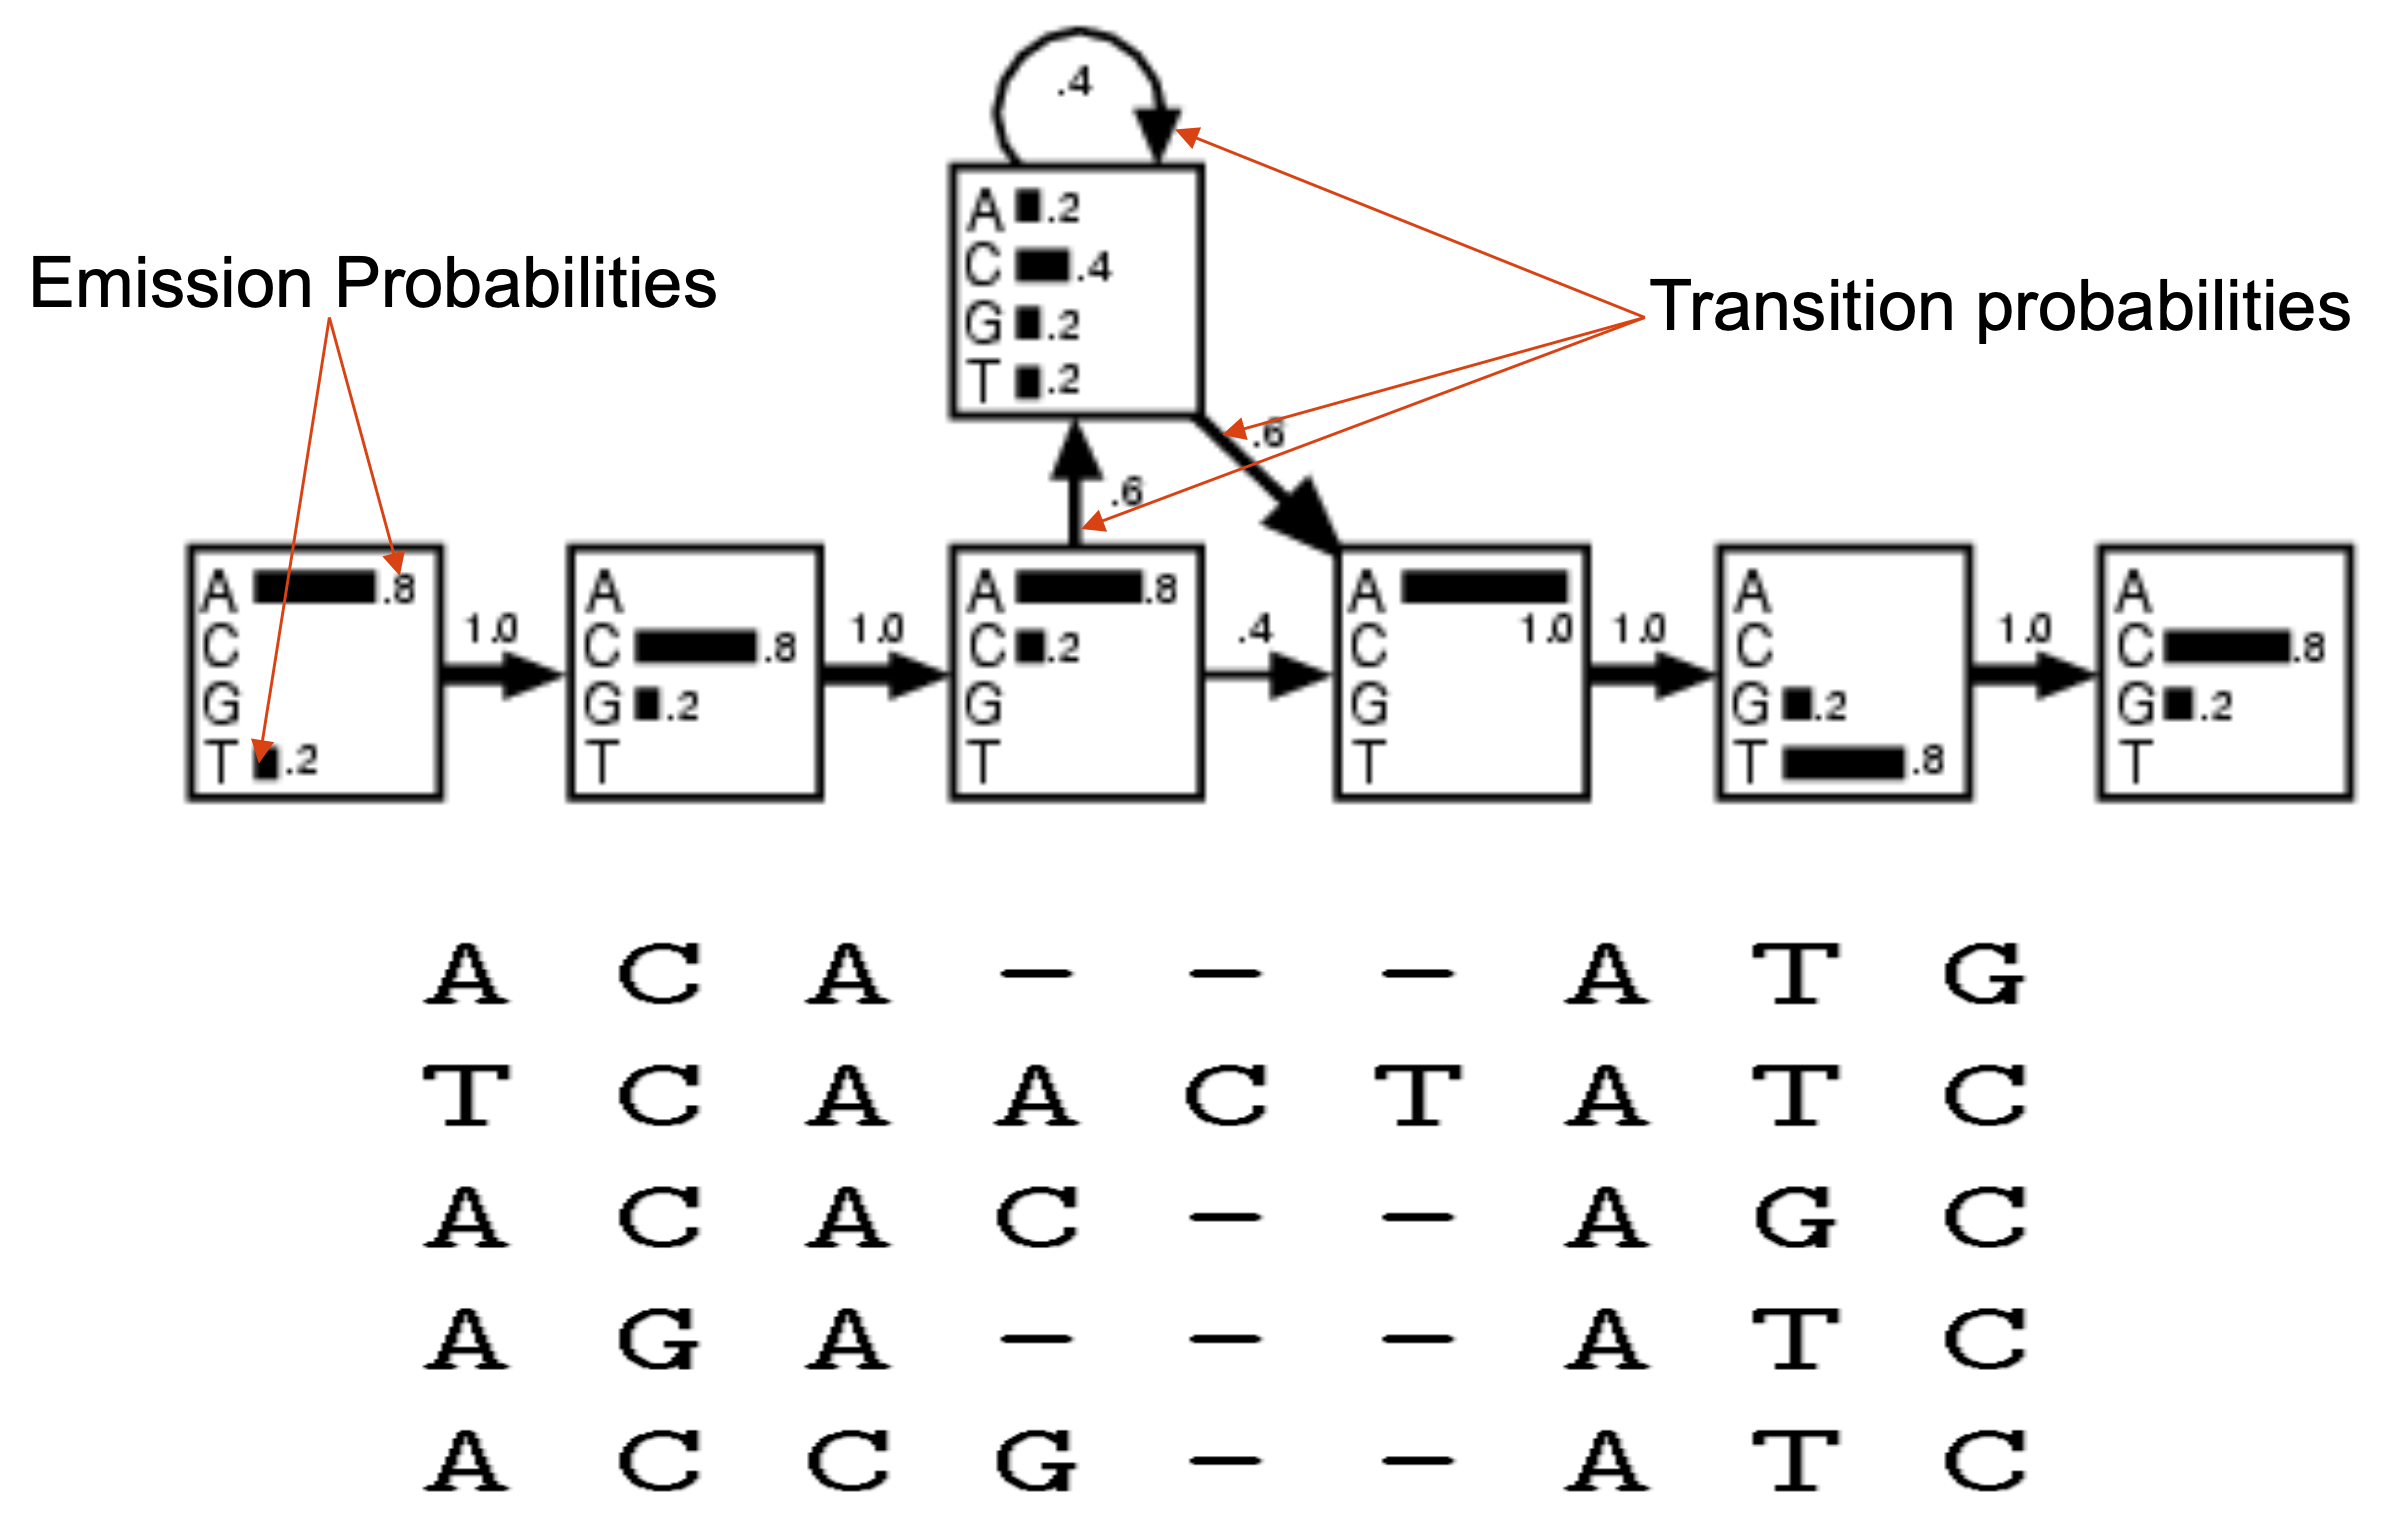 .4
A .2
C .4
G .2
T .2
Emission Probabilities
Transition probabilities
.6
.6
A .8
C
G
T .2
1.0
A
C .8
G .2
T
1.0
A .8
C .2
G
T
.4
A 1.0
C
G
T
1.0
A
C
G .2
T .8
1.0
A
C .8
G .2
T
A C A – – – A T G
T C A A C T A T C
A C A C – – A G C
A G A – – – A T C
A C C G – – A T C